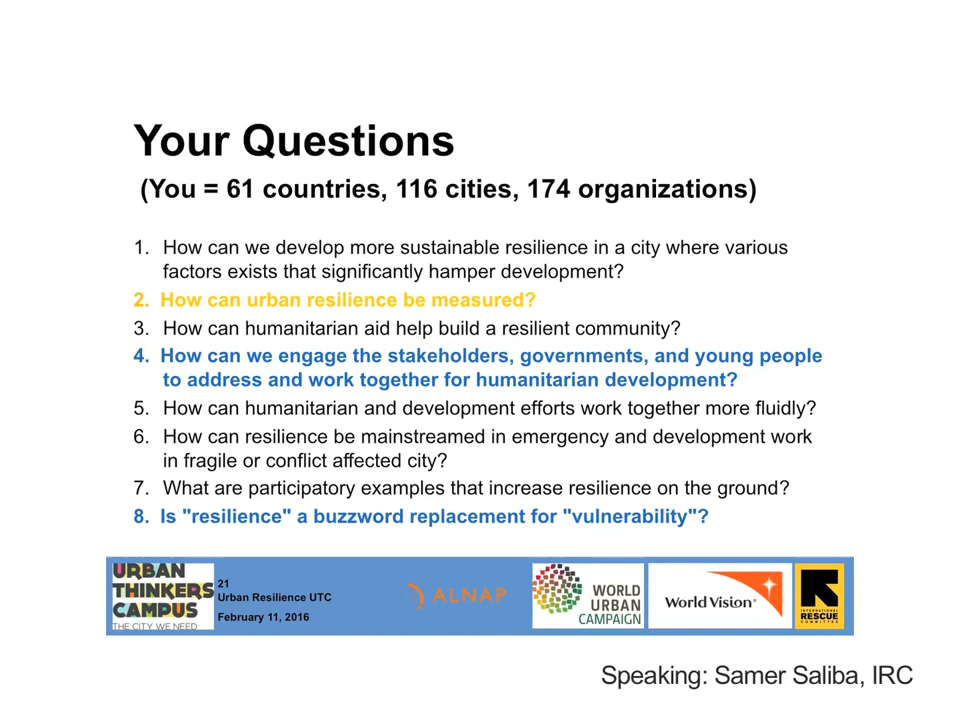 Your Questions
(You = 61 countries, 116 cities, 174 organizations)
1. How can we develop more sustainable resilience in a city where various
factors exists that significantly hamper development?
2. How can urban resilience be measured?
3. How can humanitarian aid help build a resilient community?
4. How can we engage the stakeholders, governments, and young people
to address and work together for humanitarian development?
5. How can humanitarian and development efforts work together more fluidly?
6. How can resilience be mainstreamed in emergency and development work
in fragile or conflict affected city?
7. What are participatory examples that increase resilience on the ground?
8. Is "resilience" a buzzword replacement for "vulnerability"?
URBAN
THINKERS
CAMPUS
THE CITY WE NEED
21
Urban Resilience UTC
February 11, 2016
ALNAP
WORLD
URBAN
CAMPAIGN
World Vision
INTERNATIONAL
RESCUE
COMMITTEE
Speaking: Samer Saliba, IRC